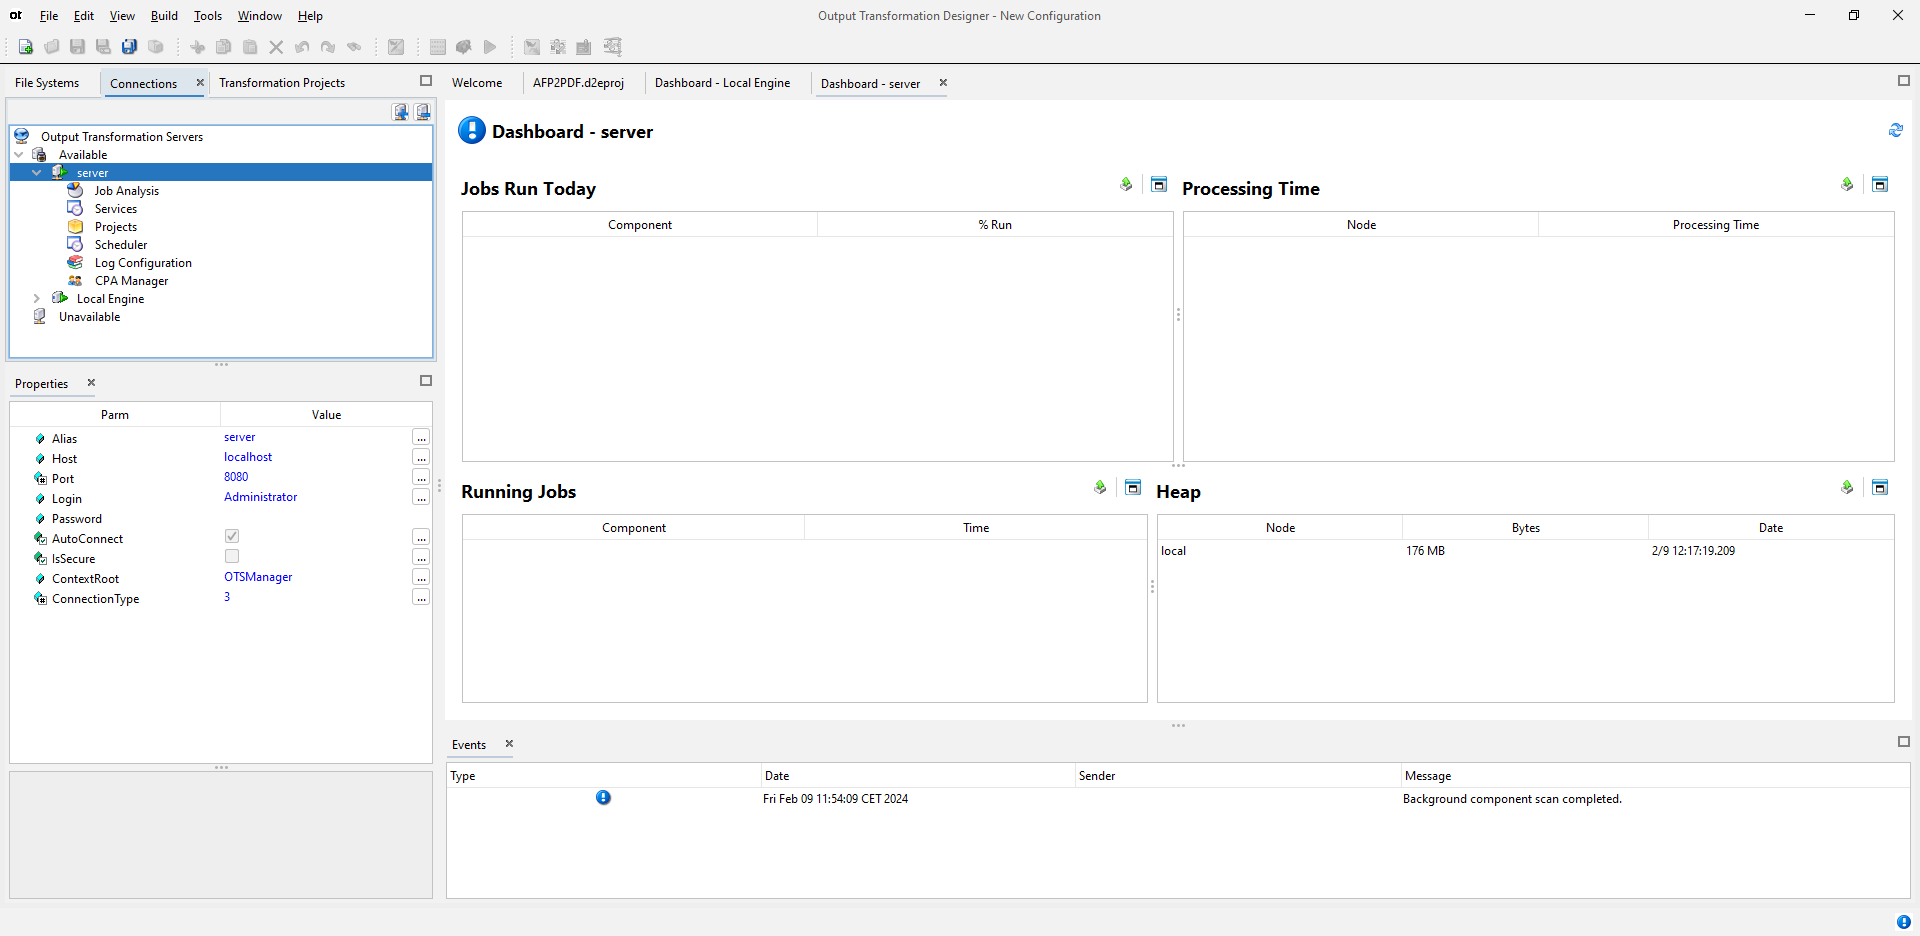 ot File Edit View Build Tools Window Help
Output Transformation Designer - New Configuration
File Systems Connections Transformation Projects
Welcome AFP2PDF.d2eproj Dashboard - Local Engine Dashboard - server
Output Transformation Servers
Available
server
Job Analysis
Services
Projects
Scheduler
Log Configuration
CPA Manager
Local Engine
Unavailable
Properties
Parm Value
Alias server ...
Host localhost ...
Port 8080 ...
Login Administrator ...
Password
AutoConnect ...
IsSecure ...
ContextRoot OTSManager ...
ConnectionType 3 ...
Dashboard - server
Jobs Run Today
Component % Run
Processing Time
Node Processing Time
Running Jobs
Component Time
Heap
Node Bytes Date
local 176 MB 2/9 12:17:19.209
Events
Type Date Sender Message
Fri Feb 09 11:54:09 CET 2024 Background component scan completed.